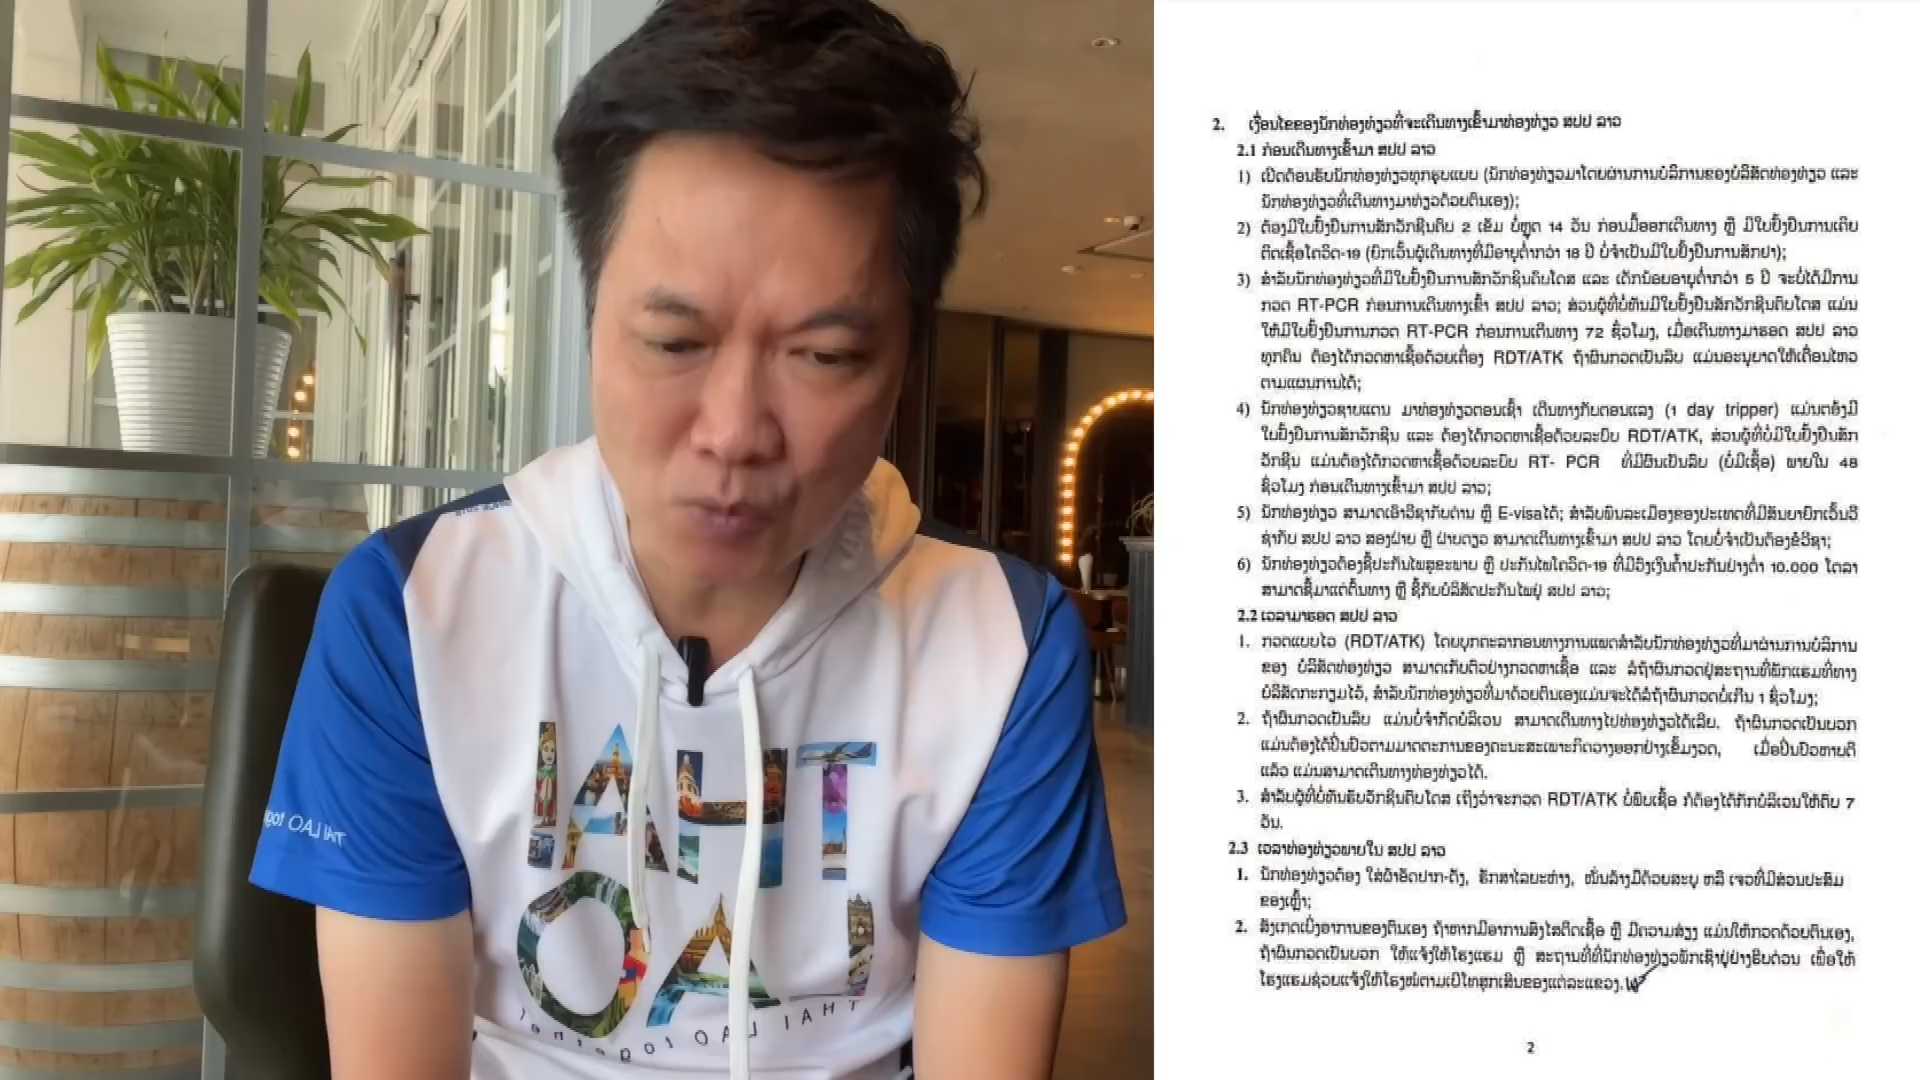 THAI LAO tog
THAI
LAO
THAI LAO together
2. ເງື່ອນໄຂຂອງນັກທ່ອງທ່ຽວທີ່ຈະເດີນທາງເຂົ້າມາທ່ອງທ່ຽວ ສປປ ລາວ
2.1 ກ່ອນເດີນທາງເຂົ້າມາ ສປປ ລາວ
1) ເປີດຕ້ອນຮັບນັກທ່ອງທ່ຽວທຸກຮູບແບບ (ນັກທ່ອງທ່ຽວມາໂດຍຜ່ານການບໍລິການຂອງບໍລິສັດທ່ອງທ່ຽວ ແລະ
ນັກທ່ອງທ່ຽວທີ່ເດີນທາງມາທ່ຽວດ້ວຍຕົນເອງ);
2) ຕ້ອງມີໃບຢັ້ງຢືນການສັກວັກຊິນຄົບ 2 ເຂັມ ບໍ່ຫຼຸດ 14 ວັນ ກ່ອນມື້ອອກເດີນທາງ ຫຼື ມີໃບຢັ້ງຢືນການເຄີຍ
ຕິດເຊື້ອໂຄວິດ-19 (ຍົກເວັ້ນຜູ້ເດີນທາງທີ່ມີອາຍຸຕ່ຳກວ່າ 18 ປີ ບໍ່ຈຳເປັນມີໃບຢັ້ງຢືນການສັກຢາ);
3) ສຳລັບນັກທ່ອງທ່ຽວທີ່ມີໃບຢັ້ງຢືນການສັກວັກຊິນຄົບໂດສ ແລະ ເດັກນ້ອຍອາຍຸຕ່ຳກວ່າ 5 ປີ ຈະບໍ່ໄດ້ມີການ
ກວດ RT-PCR ກ່ອນການເດີນທາງເຂົ້າ ສປປ ລາວ; ສ່ວນຜູ້ທີ່ບໍ່ທັນມີໃບຢັ້ງຢືນສັກວັກຊິນຄົບໂດສ ແມ່ນ
ໃຫ້ມີໃບຢັ້ງຢືນການກວດ RT-PCR ກ່ອນການເດີນທາງ 72 ຊົ່ວໂມງ, ເມື່ອເດີນທາງມາຮອດ ສປປ ລາວ
ທຸກຄົນ ຕ້ອງໄດ້ກວດຫາເຊື້ອດ້ວຍເຄື່ອງ RDT/ATK ຖ້າຜົນກວດເປັນລົບ ແມ່ນອະນຸຍາດໃຫ້ເຄື່ອນໄຫວ
ຕາມແຜນການໄດ້;
4) ນັກທ່ອງທ່ຽວຊາຍແດນ ມາທ່ອງທ່ຽວຕອນເຊົ້າ ເດີນທາງກັບຕອນແລງ (1 day tripper) ແມ່ນຕອ້ງມີ
ໃບຢັ້ງຢືນການສັກວັກຊີນ ແລະ ຕ້ອງໄດ້ກວດຫາເຊື້ອດ້ວຍລະບົບ RDT/ATK, ສ່ວນຜູ້ທີ່ບໍ່ມີໃບຢັ້ງຢືນສັກ
ວັກຊີນ ແມ່ນຕ້ອງໄດ້ກວດຫາເຊື້ອດ້ວຍລະບົບ RT- PCR ທີ່ມີຜົນເປັນລົບ (ບໍ່ມີເຊື້ອ) ພາຍໃນ 48
ຊົ່ວໂມງ ກ່ອນເດີນທາງເຂົ້າມາ ສປປ ລາວ;
5) ນັກທ່ອງທ່ຽວ ສາມາດເອົາວີຊາກັບດ່ານ ຫຼື E-visaໄດ້; ສຳລັບພົນລະເມືອງຂອງປະເທດທີ່ມີສັນຍາຍົກເວັ້ນວີ
ຊ່າກັບ ສປປ ລາວ ສອງຝ່າຍ ຫຼື ຝ່າຍດຽວ ສາມາດເດີນທາງເຂົ້າມາ ສປປ ລາວ ໂດຍບໍ່ຈຳເປັນຕ້ອງຂໍວີຊາ;
6) ນັກທ່ອງທ່ຽວຕ້ອງຊື້ປະກັນໄພສຸຂະພາບ ຫຼື ປະກັນໄພໂຄວິດ-19 ທີ່ມີວົງເງິນຄ້ຳປະກັນຢ່າງຕ່ຳ 10.000 ໂດລາ
ສາມາດຊື້ມາແຕ່ຕົ້ນທາງ ຫຼື ຊື້ກັບບໍລິສັດປະກັນໄພຢູ່ ສປປ ລາວ;
2.2 ເວລາມາຮອດ ສປປ ລາວ
1. ກວດແບບໄວ (RDT/ATK) ໂດຍບຸກຄະລາກອນທາງການແພດສຳລັບນັກທ່ອງທ່ຽວທີ່ມາຜ່ານການບໍລິການ
ຂອງ ບໍລິສັດທ່ອງທ່ຽວ ສາມາດເກັບຕົວຢ່າງກວດຫາເຊື້ອ ແລະ ລໍຖ້າຜົນກວດຢູ່ສະຖານທີ່ພັກແຮມທີ່ທາງ
ບໍລິສັດກະກຽມໄວ້, ສຳລັບນັກທ່ອງທ່ຽວທີ່ມາດ້ວຍຕົນເອງແມ່ນຈະໄດ້ລໍຖ້າຜົນກວດບໍ່ເກີນ 1 ຊົ່ວໂມງ;
2. ຖ້າຜົນກວດເປັນລົບ ແມ່ນບໍ່ຈຳກັດບໍລິເວນ ສາມາດເດີນທາງໄປທ່ອງທ່ຽວໄດ້ເລີຍ. ຖ້າຜົນກວດເປັນບວກ
ແມ່ນຕ້ອງໄດ້ປິ່ນປົວຕາມມາດຕະການຂອງຄະນະສະເພາະກິດວາງອອກຢ່າງເຂັ້ມງວດ, ເມື່ອປິ່ນປົວຫາຍດີ
ແລ້ວ ແມ່ນສາມາດເດີນທາງທ່ອງທ່ຽວໄດ້.
3. ສຳລັບຜູ້ທີ່ບໍ່ທັນຮັບວັກຊີນຄົບໂດສ ເຖິງວ່າຈະກວດ RDT/ATK ບໍ່ພົບເຊື້ອ ກໍຕ້ອງໄດ້ກັກບໍລິເວນໃຫ້ຄົບ 7
ວັນ.
2.3 ເວລາທ່ອງທ່ຽວພາຍໃນ ສປປ ລາວ
1. ນັກທ່ອງທ່ຽວຕ້ອງ ໃສ່ຜ້າອັດປາກ-ດັງ, ຮັກສາໄລຍະຫ່າງ, ໝັ່ນລ້າງມືດ້ວຍສະບູ ຫລື ເຈວທີ່ມີສ່ວນປະສົມ
ຂອງເຫຼົ້າ;
2. ສັງເກດເບິ່ງອາການຂອງຕົນເອງ ຖ້າຫາກມີອາການສົງໄສຕິດເຊື້ອ ຫຼື ມີຄວາມສ່ຽງ ແມ່ນໃຫ້ກວດດ້ວຍຕົນເອງ,
ຖ້າຜົນກວດເປັນບວກ ໃຫ້ແຈ້ງໃຫ້ໂຮງແຮມ ຫຼື ສະຖານທີ່ທີ່ນັກທ່ອງທ່ຽວພັກເຊົາຢູ່ຢ່າງຮີບດ່ວນ ເພື່ອໃຫ້
ໂຮງແຮມຊ່ວຍແຈ້ງໃຫ້ໂຮງໝໍຕາມເບີໂທສຸກເສີນຂອງແຕ່ລະແຂວງ.
2